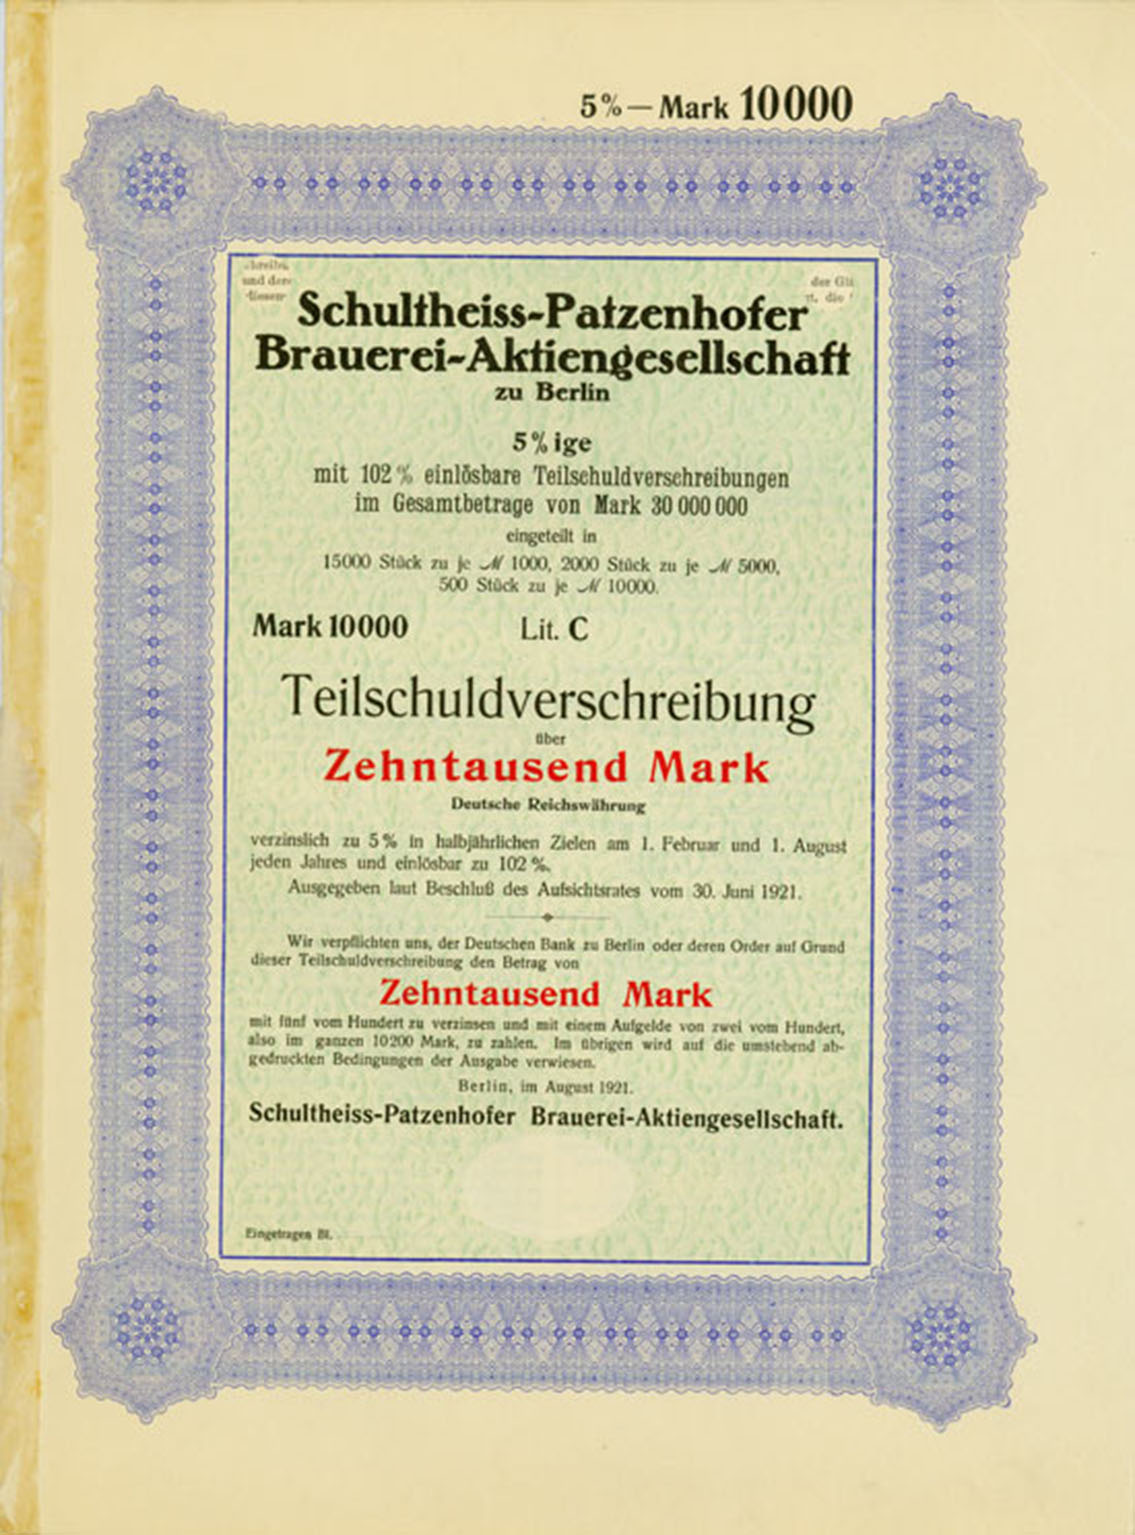 5% — Mark 10000
und dere
der Glä
Schultheiss-Patzenhofer
Brauerei-Aktiengesellschaft
zu Berlin
5% ige
mit 102% einlösbare Teilschuldverschreibungen
im Gesamtbetrage von Mark 30 000 000
eingeteilt in
15000 Stück zu je ℳ 1000, 2000 Stück zu je ℳ 5000,
500 Stück zu je ℳ 10000.
Mark 10000 Lit. C
Teilschuldverschreibung
über
Zehntausend Mark
Deutsche Reichswährung
verzinslich zu 5% in halbjährlichen Zielen am 1. Februar und 1. August
jeden Jahres und einlösbar zu 102%.
Ausgegeben laut Beschluß des Aufsichtsrates vom 30. Juni 1921.
Wir verpflichten uns, der Deutschen Bank zu Berlin oder deren Order auf Grund
dieser Teilschuldverschreibung den Betrag von
Zehntausend Mark
mit fünf vom Hundert zu verzinsen und mit einem Aufgelde von zwei vom Hundert,
also im ganzen 10200 Mark, zu zahlen. Im übrigen wird auf die umstehend ab-
gedruckten Bedingungen der Ausgabe verwiesen.
Berlin, im August 1921.
Schultheiss-Patzenhofer Brauerei-Aktiengesellschaft.
Eingetragen Bl.